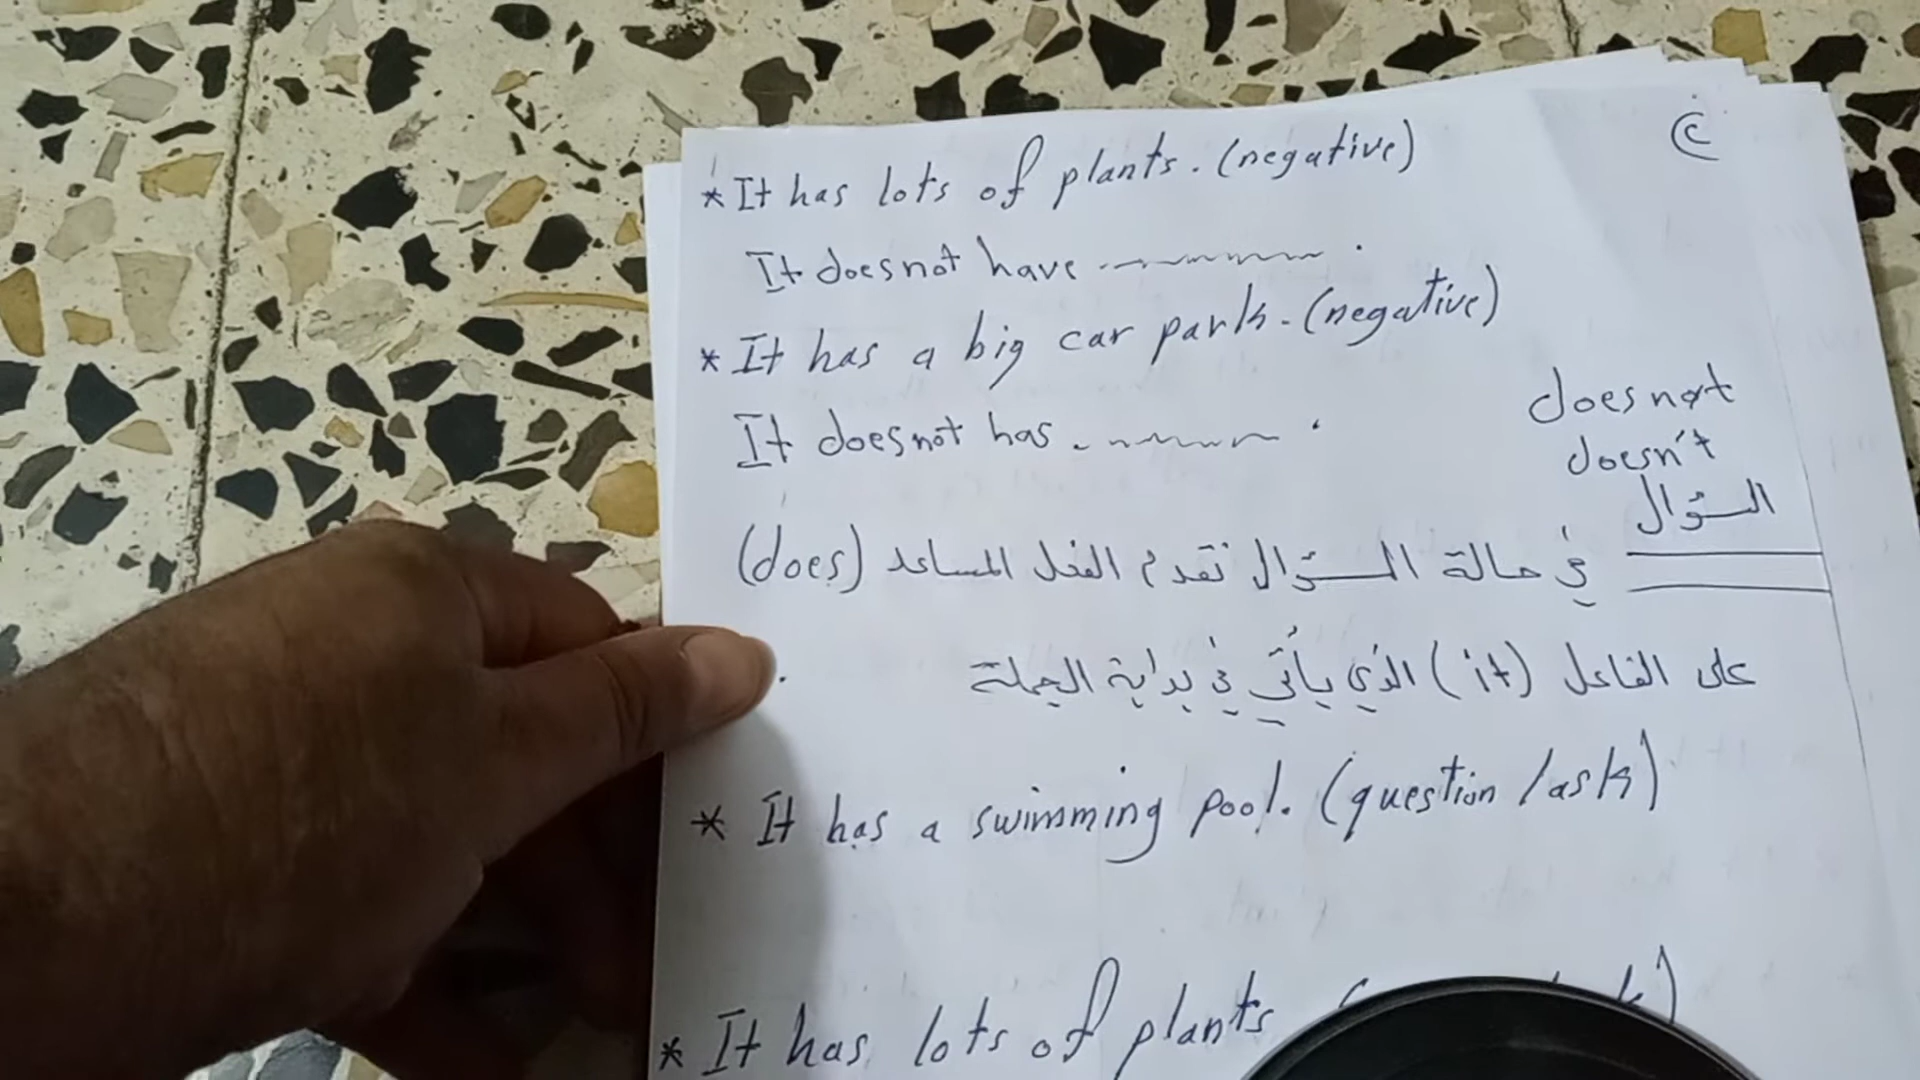 * It has lots of plants. (negative)
It does not have
* It has a big car park. (negative)
It does not has
does not
doesn't
السؤال
في حالة السؤال نقدم الفعل المساعد (does)
على الفاعل (it) الذي يأتي في بداية الجملة .
* It has a swimming pool. (question / ask)
* It has lots of plants